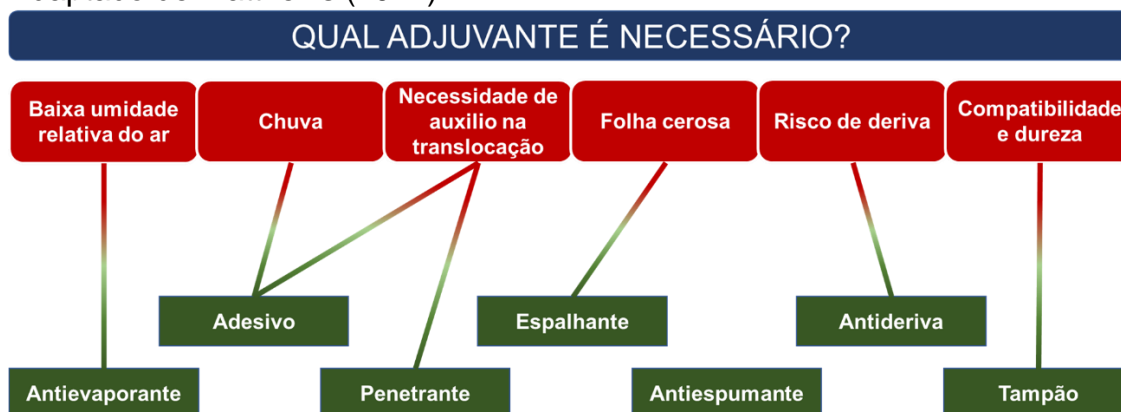 QUAL ADJUVANTE É NECESSÁRIO?
Baixa umidade
relativa do ar
Chuva
Necessidade de
auxilio na
translocação
Folha cerosa
Risco de deriva
Compatibilidade
e dureza
Adesivo
Espalhante
Antideriva
Antievaporante
Penetrante
Antiespumante
Tampão